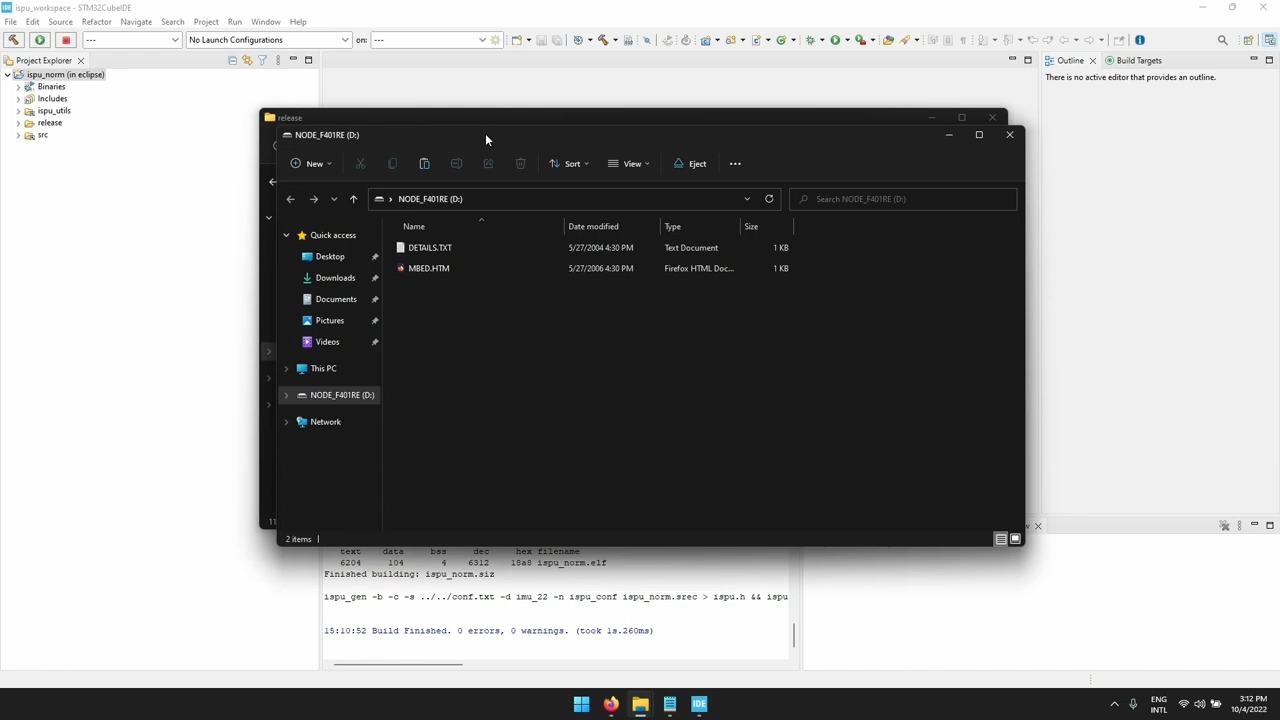 IDE ispu_workspace - STM32CubeIDE
File Edit Source Refactor Navigate Search Project Run Window Help
--- No Launch Configurations on: ---
Project Explorer
ispu_norm (in eclipse)
Binaries
Includes
ispu_utils
release
src
Outline Build Targets
There is no active editor that provides an outline.
release
NODE_F401RE (D:)
New Sort View Eject
NODE_F401RE (D:) Search NODE_F401RE (D:)
Name Date modified Type Size
Quick access
Desktop
Downloads
Documents
Pictures
Videos
This PC
NODE_F401RE (D:)
Network
DETAILS.TXT 5/27/2004 4:30 PM Text Document 1 KB
MBED.HTM 5/27/2006 4:30 PM Firefox HTML Doc... 1 KB
11
2 items
text data bss dec hex filename
6204 104 4 6312 18a8 ispu_norm.elf
Finished building: ispu_norm.siz
ispu_gen -b -c -s ../../conf.txt -d imu_22 -n ispu_conf ispu_norm.srec > ispu.h && ispu
15:10:52 Build Finished. 0 errors, 0 warnings. (took 1s.260ms)
IDE
ENG
INTL
3:12 PM
10/4/2022